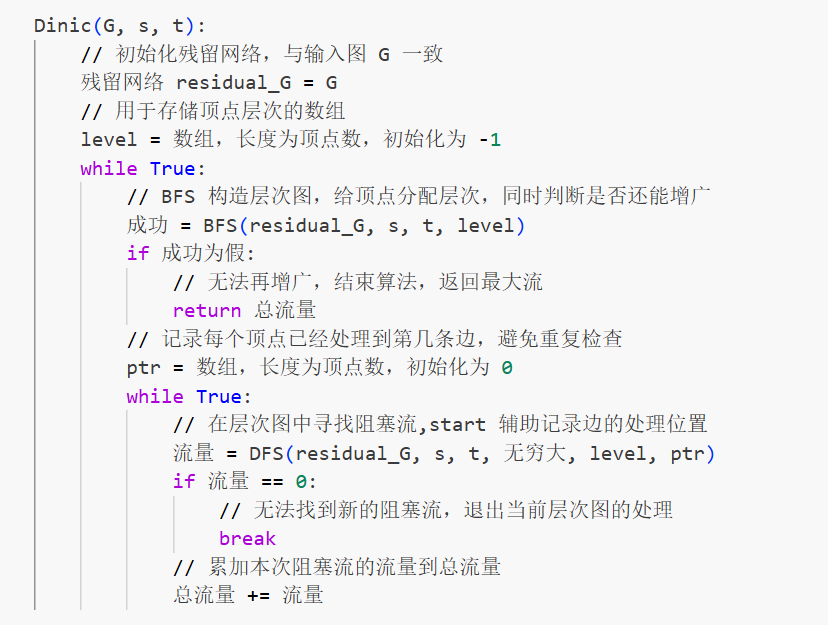 Dinic(G, s, t):
    // 初始化残留网络，与输入图 G 一致
    残留网络 residual_G = G
    // 用于存储顶点层次的数组
    level = 数组，长度为顶点数，初始化为 -1
    while True:
        // BFS 构造层次图，给顶点分配层次，同时判断是否还能增广
        成功 = BFS(residual_G, s, t, level)
        if 成功为假:
            // 无法再增广，结束算法，返回最大流
            return 总流量
        // 记录每个顶点已经处理到第几条边，避免重复检查
        ptr = 数组，长度为顶点数，初始化为 0
        while True:
            // 在层次图中寻找阻塞流,start 辅助记录边的处理位置
            流量 = DFS(residual_G, s, t, 无穷大, level, ptr)
            if 流量 == 0:
                // 无法找到新的阻塞流，退出当前层次图的处理
                break
            // 累加本次阻塞流的流量到总流量
            总流量 += 流量